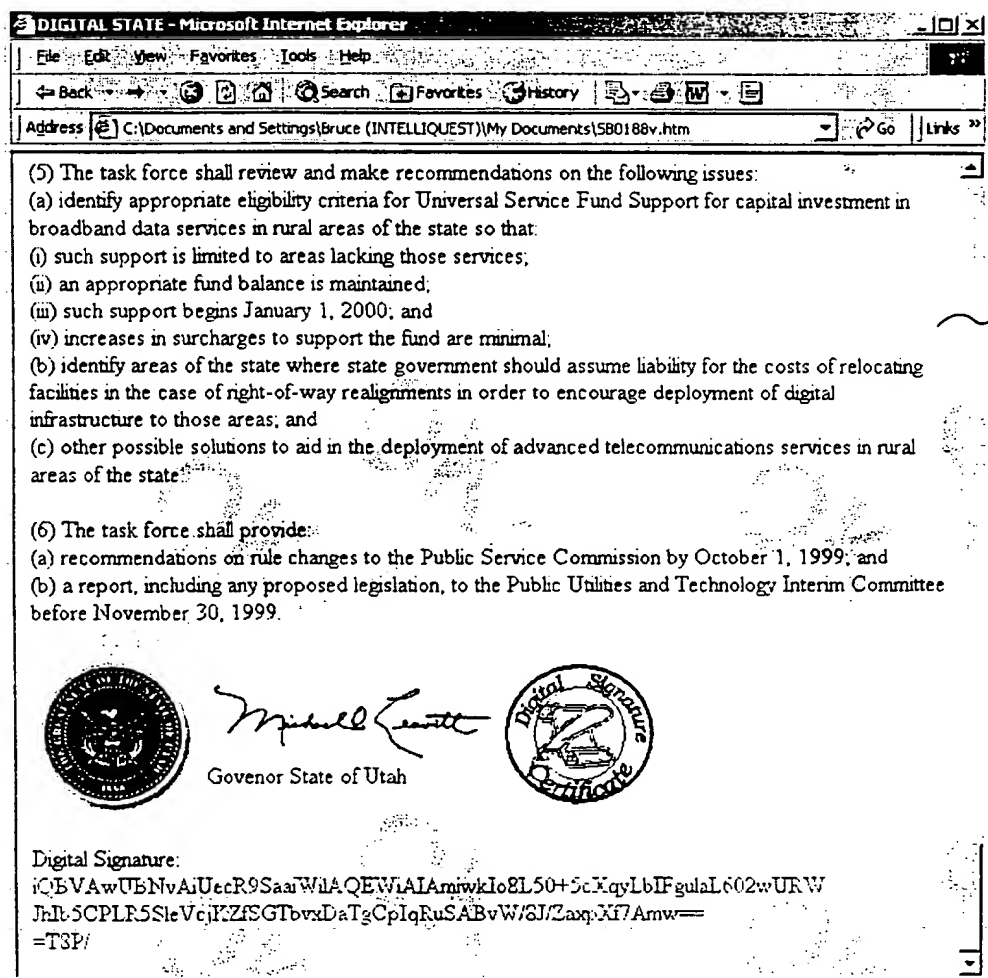 DIGITAL STATE - Microsoft Internet Explorer
File Edit View Favorites Tools Help
Back Search Favorites History
Address C:\Documents and Settings\Bruce (INTELLIQUEST)\My Documents\SB0188v.htm Go Links »
(5) The task force shall review and make recommendations on the following issues:
(a) identify appropriate eligibility criteria for Universal Service Fund Support for capital investment in
broadband data services in rural areas of the state so that:
(i) such support is limited to areas lacking those services;
(ii) an appropriate fund balance is maintained;
(iii) such support begins January 1, 2000; and
(iv) increases in surcharges to support the fund are minimal;
(b) identify areas of the state where state government should assume liability for the costs of relocating
facilities in the case of right-of-way realignments in order to encourage deployment of digital
infrastructure to those areas; and
(c) other possible solutions to aid in the deployment of advanced telecommunications services in rural
areas of the state.
(6) The task force shall provide:
(a) recommendations on rule changes to the Public Service Commission by October 1, 1999; and
(b) a report, including any proposed legislation, to the Public Utilities and Technology Interim Committee
before November 30, 1999.
Michael Leavitt
Digital Signature
Certificate
Govenor State of Utah
Digital Signature:
=T3P/